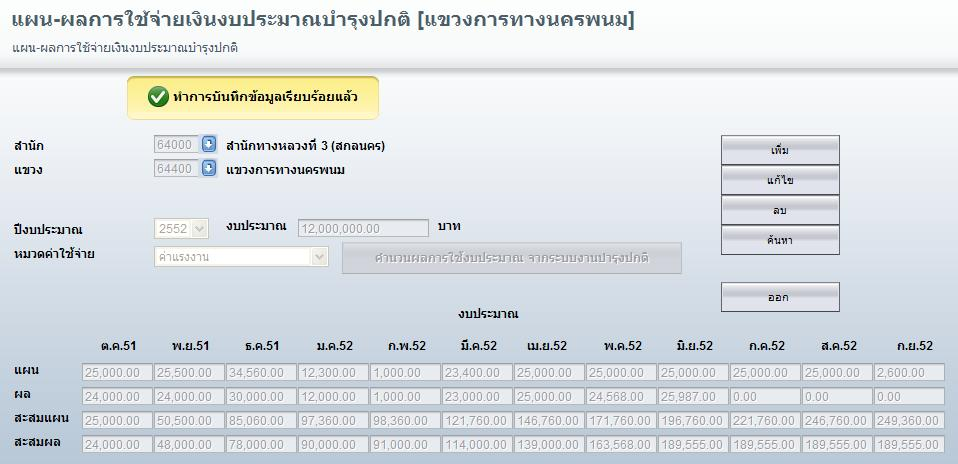 แผน-ผลการใช้จ่ายเงินงบประมาณบำรุงปกติ [แขวงการทางนครพนม]
แผน-ผลการใช้จ่ายเงินงบประมาณบำรุงปกติ
ทำการบันทึกข้อมูลเรียบร้อยแล้ว
สำนัก 64000 สำนักทางหลวงที่ 3 (สกลนคร)
แขวง 64400 แขวงการทางนครพนม
ปีงบประมาณ 2552 งบประมาณ 12,000,000.00 บาท
หมวดค่าใช้จ่าย ค่าแรงงาน คำนวนผลการใช้งบประมาณ จากระบบงานบำรุงปกติ
เพิ่ม
แก้ไข
ลบ
ค้นหา
ออก
งบประมาณ
ต.ค.51 พ.ย.51 ธ.ค.51 ม.ค.52 ก.พ.52 มี.ค.52 เม.ย.52 พ.ค.52 มิ.ย.52 ก.ค.52 ส.ค.52 ก.ย.52
แผน 25,000.00 25,500.00 34,560.00 12,300.00 1,000.00 23,400.00 25,000.00 25,000.00 25,000.00 25,000.00 25,000.00 2,600.00
ผล 24,000.00 24,000.00 30,000.00 12,000.00 1,000.00 23,000.00 25,000.00 24,568.00 25,987.00 0.00 0.00 0.00
สะสมแผน 25,000.00 50,500.00 85,060.00 97,360.00 98,360.00 121,760.00 146,760.00 171,760.00 196,760.00 221,760.00 246,760.00 249,360.00
สะสมผล 24,000.00 48,000.00 78,000.00 90,000.00 91,000.00 114,000.00 139,000.00 163,568.00 189,555.00 189,555.00 189,555.00 189,555.00